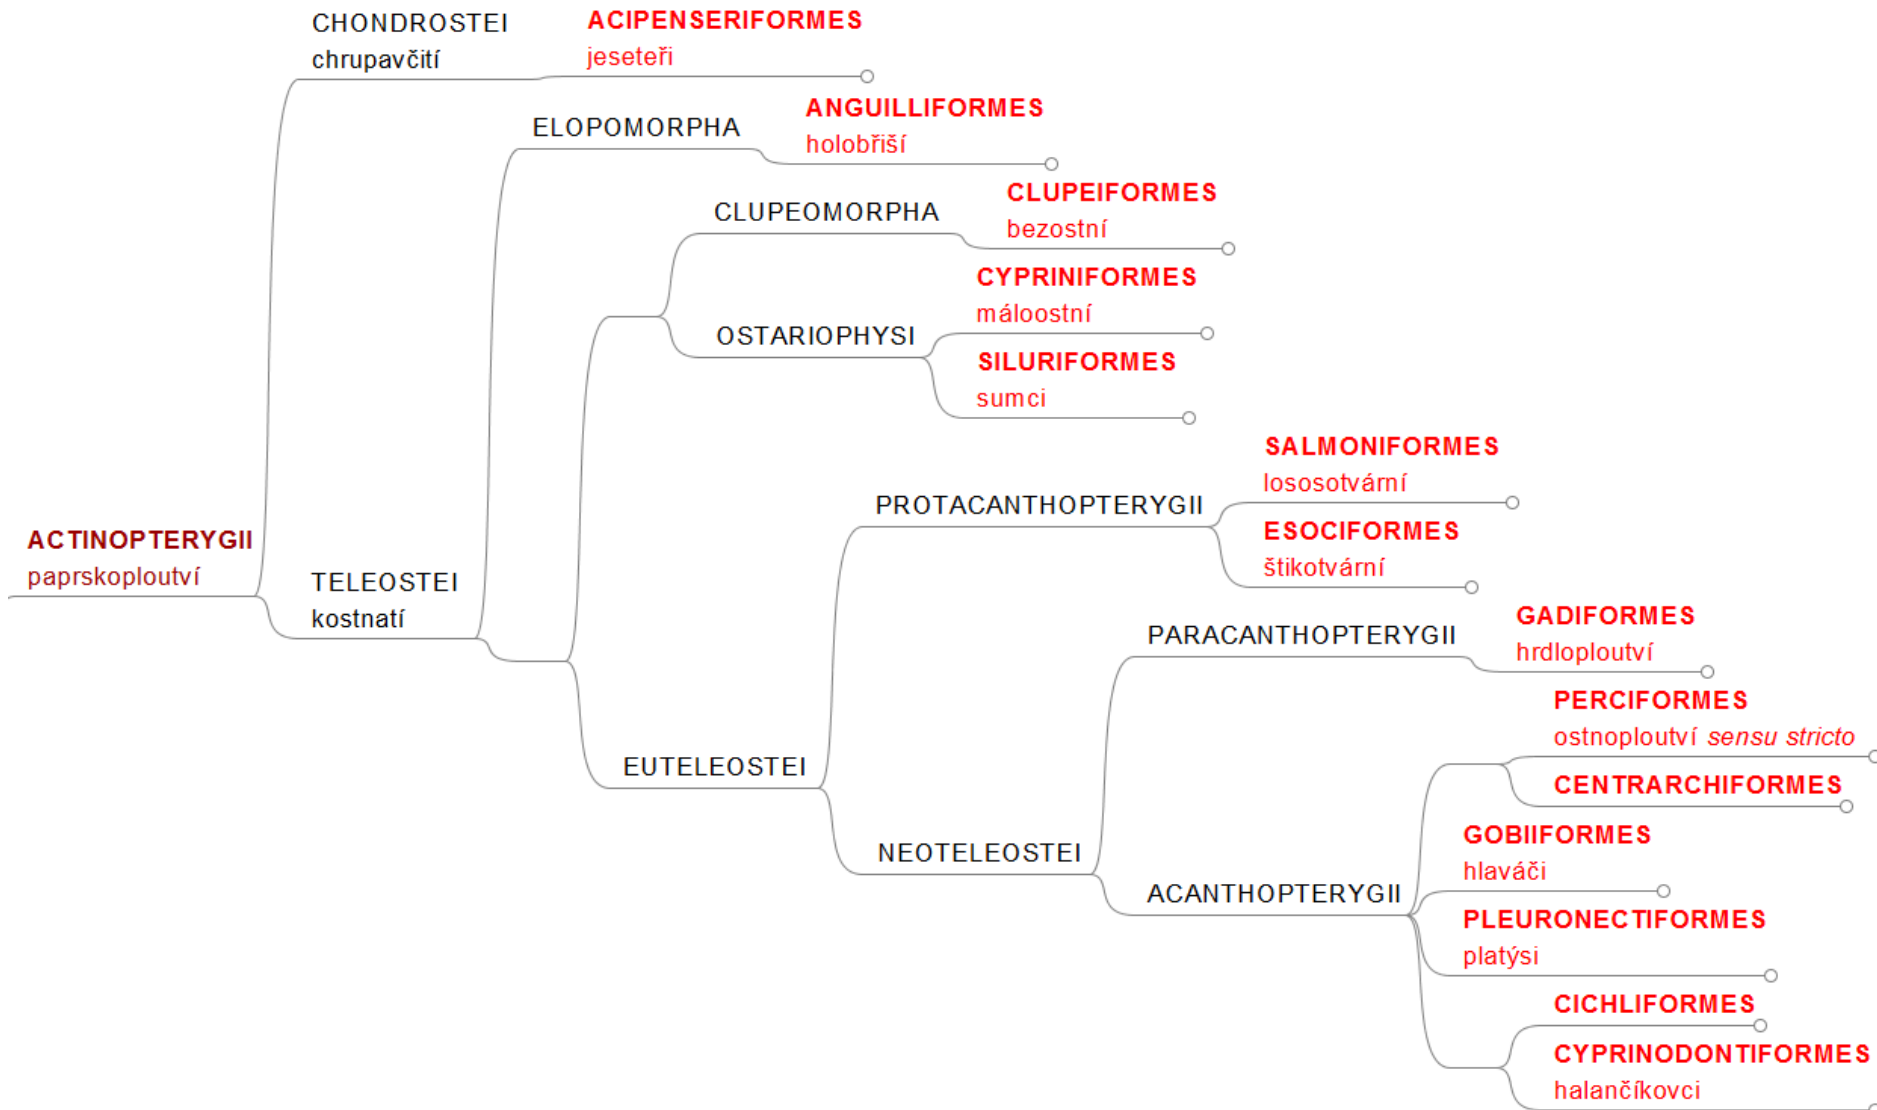 CHONDROSTEI
chrupavčití
ACIPENSERIFORMES
jeseteři
ELOPOMORPHA
ANGUILLIFORMES
holobřiší
CLUPEOMORPHA
CLUPEIFORMES
bezostní
OSTARIOPHYSI
CYPRINIFORMES
máloostní
SILURIFORMES
sumci
ACTINOPTERYGII
paprskoploutví
TELEOSTEI
kostnatí
PROTACANTHOPTERYGII
SALMONIFORMES
lososotvární
ESOCIFORMES
štikotvární
EUTELEOSTEI
PARACANTHOPTERYGII
GADIFORMES
hrdloploutví
NEOTELEOSTEI
ACANTHOPTERYGII
PERCIFORMES
ostnoploutví sensu stricto
CENTRARCHIFORMES
GOBIIFORMES
hlaváči
PLEURONECTIFORMES
platýsi
CICHLIFORMES
CYPRINODONTIFORMES
halančíkovci